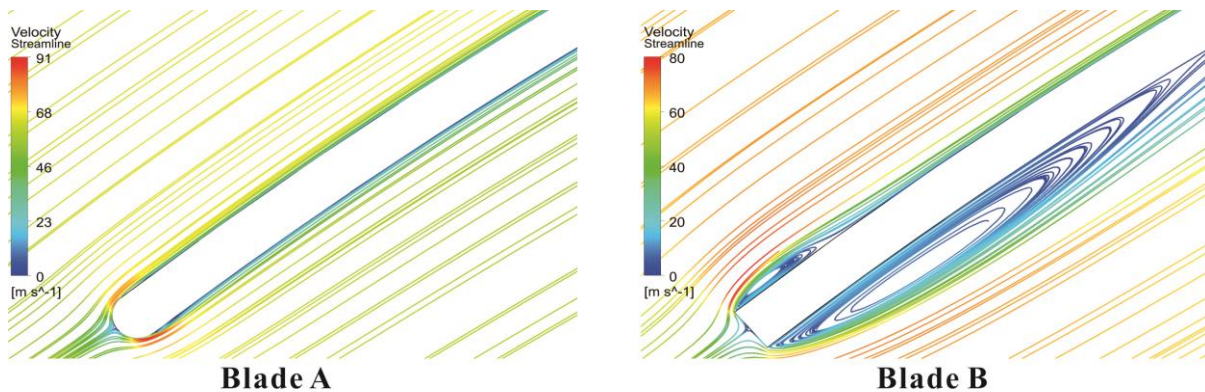 Velocity
Streamline
91
68
46
23
0
[m s^-1]
Blade A
Velocity
Streamline
80
60
40
20
0
[m s^-1]
Blade B